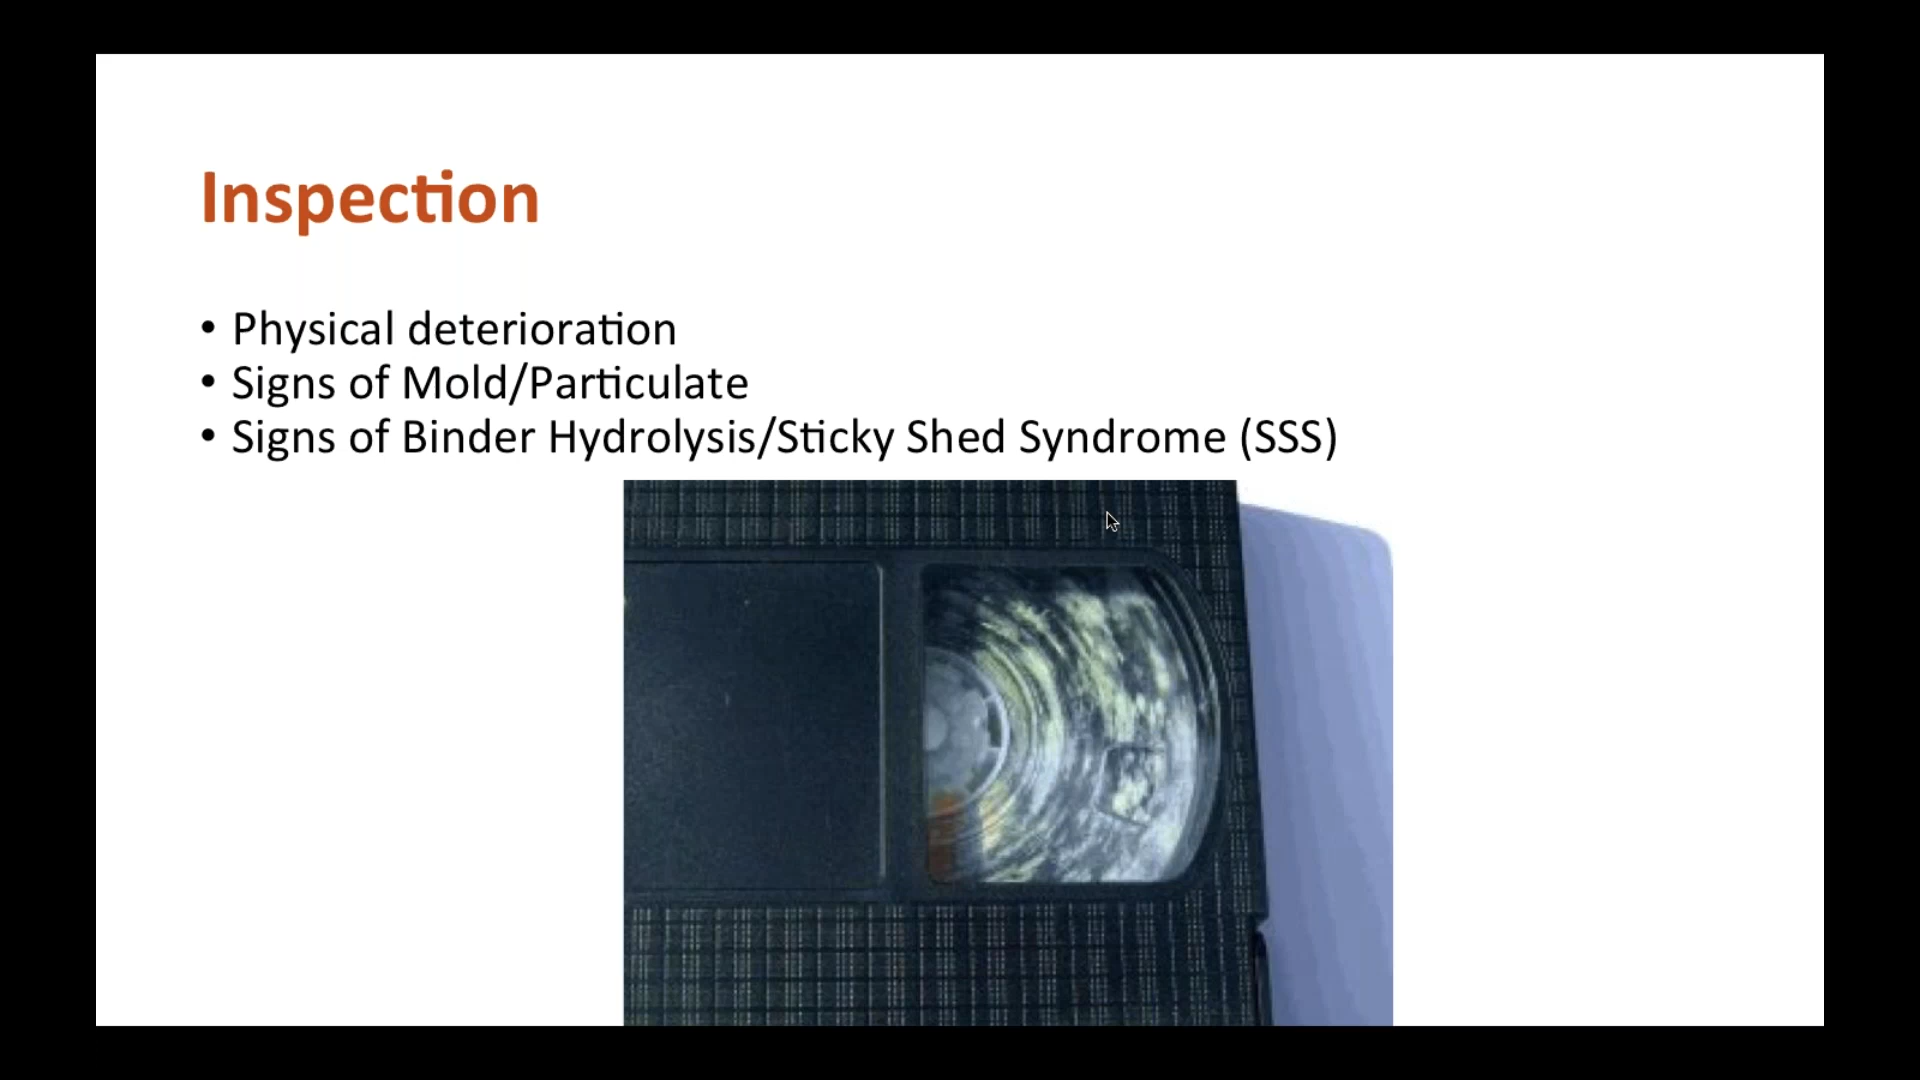 Inspection
• Physical deterioration
• Signs of Mold/Particulate
• Signs of Binder Hydrolysis/Sticky Shed Syndrome (SSS)